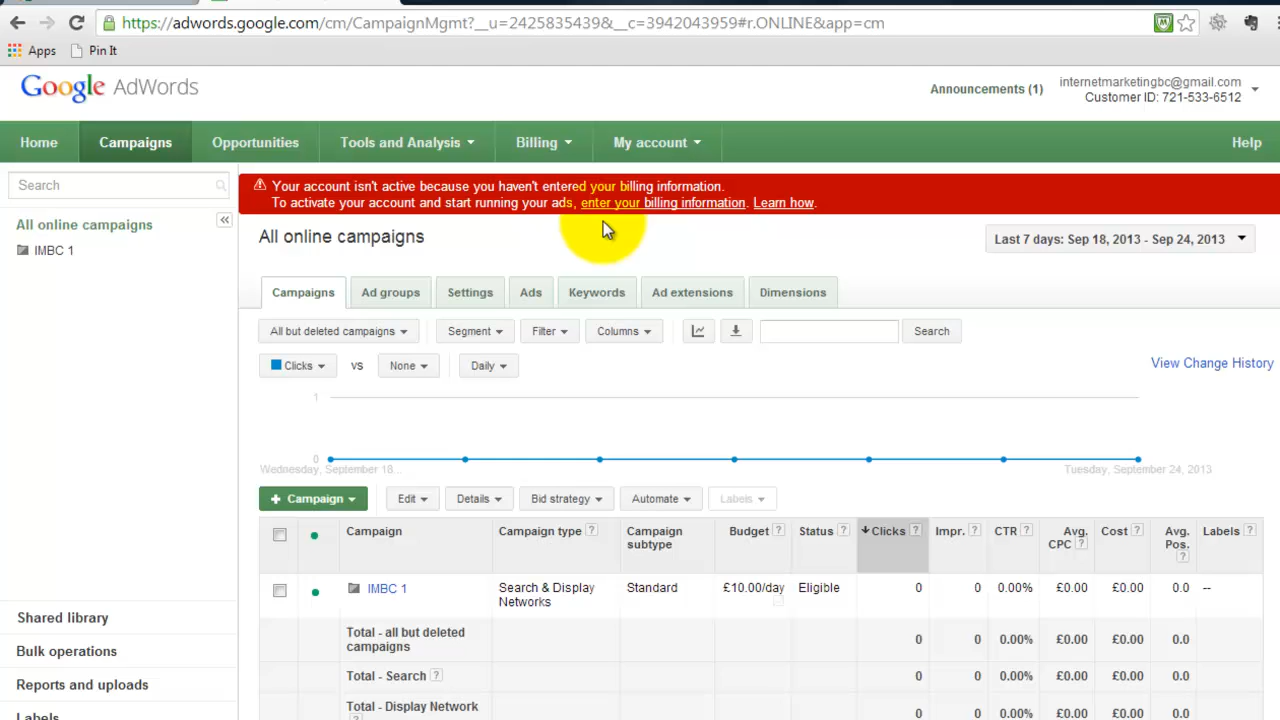 https://adwords.google.com/cm/CampaignMgmt?__u=2425835439&__c=3942043959#r.ONLINE&app=cm
Apps Pin It
Google AdWords
Announcements (1)
internetmarketingbc@gmail.com
Customer ID: 721-533-6512
Home Campaigns Opportunities Tools and Analysis Billing My account Help
Search
Your account isn't active because you haven't entered your billing information.
To activate your account and start running your ads, enter your billing information. Learn how.
All online campaigns
IMBC 1
All online campaigns
Last 7 days: Sep 18, 2013 - Sep 24, 2013
Campaigns Ad groups Settings Ads Keywords Ad extensions Dimensions
All but deleted campaigns Segment Filter Columns Search
Clicks VS None Daily
View Change History
1
0
Wednesday, September 18... Tuesday, September 24, 2013
+ Campaign Edit Details Bid strategy Automate Labels
Campaign Campaign type ? Campaign subtype Budget ? Status ? Clicks ? Impr. ? CTR ? Avg. CPC ? Cost ? Avg. Pos. ? Labels ?
IMBC 1 Search & Display Networks Standard £10.00/day Eligible 0 0 0.00% £0.00 £0.00 0.0 --
Total - all but deleted campaigns 0 0 0.00% £0.00 £0.00 0.0
Total - Search ? 0 0 0.00% £0.00 £0.00 0.0
Total - Display Network ? 0 0 0.00% £0.00 £0.00 0.0
Shared library
Bulk operations
Reports and uploads
Labels